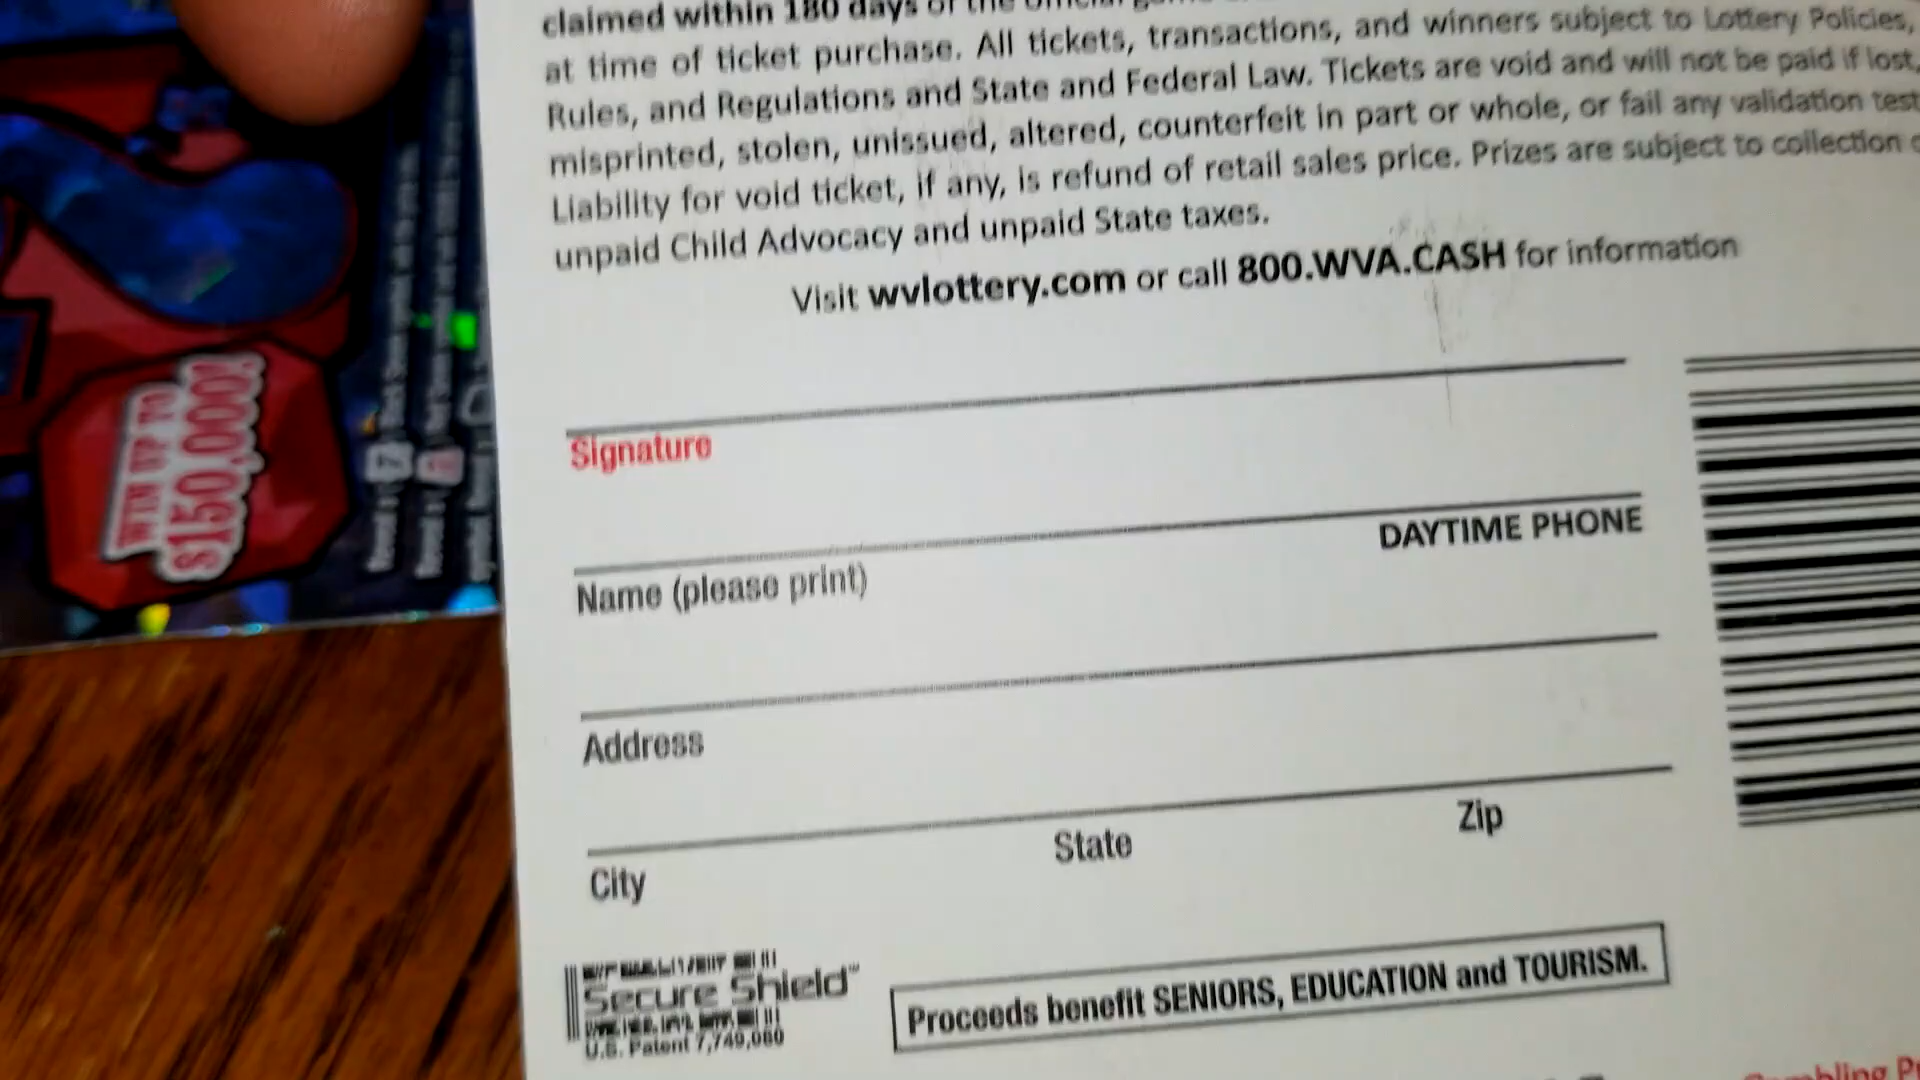 claimed within 180 days of the official
at time of ticket purchase. All tickets, transactions, and winners subject to Lottery Policies,
Rules, and Regulations and State and Federal Law. Tickets are void and will not be paid if lost,
misprinted, stolen, unissued, altered, counterfeit in part or whole, or fail any validation test
Liability for void ticket, if any, is refund of retail sales price. Prizes are subject to collection
unpaid Child Advocacy and unpaid State taxes.
Visit wvlottery.com or call 800.WVA.CASH for information
Signature
DAYTIME PHONE
Name (please print)
Address
City State Zip
Secure Shield™
U.S. Patent 7,749,080
Proceeds benefit SENIORS, EDUCATION and TOURISM.
WIN UP TO
$150,000!